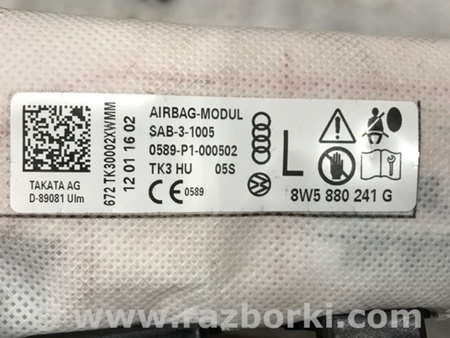 TAKATA AG
D-89081 Ulm
672 TK30002XWMM
12 01 16 02
AIRBAG-MODUL
SAB-3-1005
0589-P1-000502
TK3 HU 05S
CE 0589
L
8W5 880 241 G
www.razborki.com